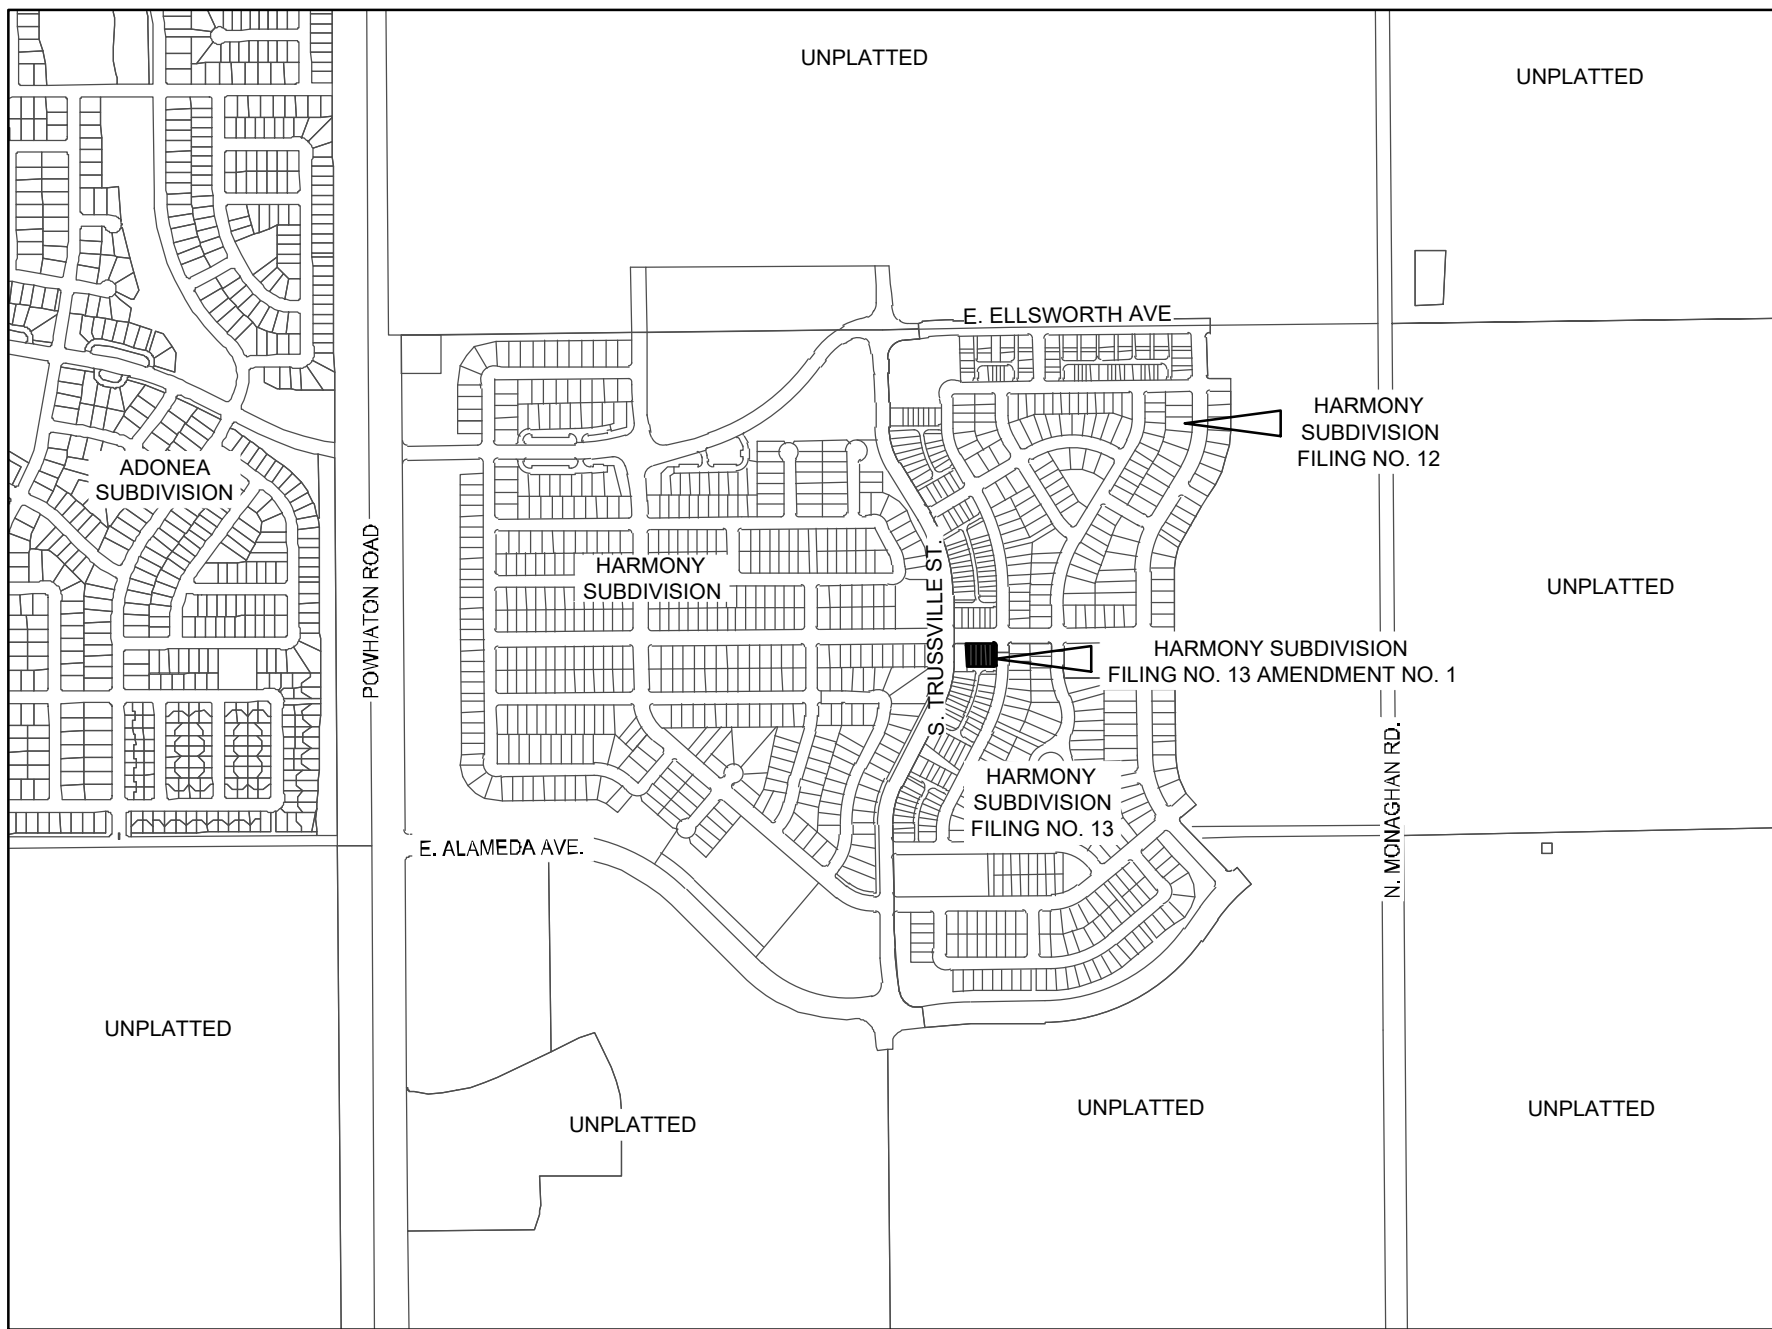 UNPLATTED
UNPLATTED
E. ELLSWORTH AVE
HARMONY
SUBDIVISION
FILING NO. 12
ADONEA
SUBDIVISION
POWHATON ROAD
HARMONY
SUBDIVISION
S. TRUSSVILLE ST.
UNPLATTED
HARMONY SUBDIVISION
FILING NO. 13 AMENDMENT NO. 1
N. MONAGHAN RD.
HARMONY
SUBDIVISION
FILING NO. 13
E. ALAMEDA AVE.
UNPLATTED
UNPLATTED
UNPLATTED
UNPLATTED